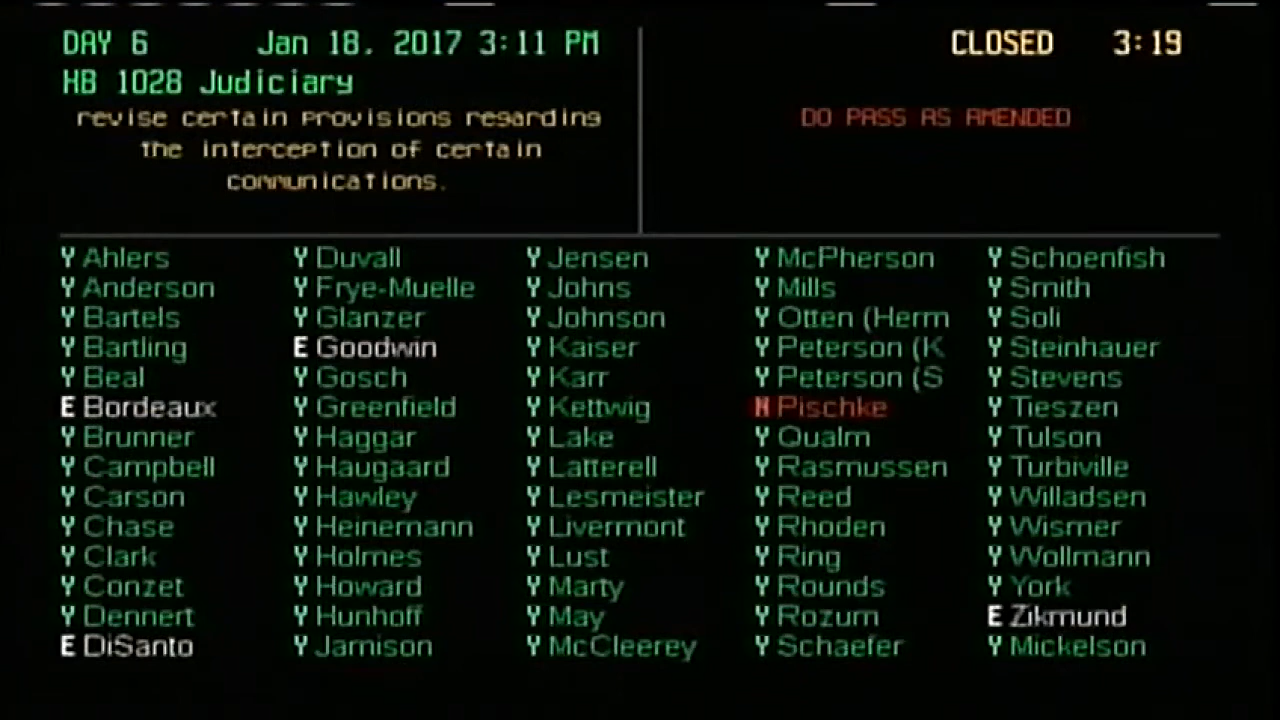 DAY 6 Jan 18, 2017 3:11 PM CLOSED 3:19
HB 1028 Judiciary
revise certain provisions regarding DO PASS AS AMENDED
the interception of certain
communications.
Y Ahlers Y Duvall Y Jensen Y McPherson Y Schoenfish
Y Anderson Y Frye-Muelle Y Johns Y Mills Y Smith
Y Bartels Y Glanzer Y Johnson Y Otten (Herm Y Soli
Y Bartling E Goodwin Y Kaiser Y Peterson (K Y Steinhauer
Y Beal Y Gosch Y Karr Y Peterson (S Y Stevens
E Bordeaux Y Greenfield Y Kettwig N Pischke Y Tieszen
Y Brunner Y Haggar Y Lake Y Qualm Y Tulson
Y Campbell Y Haugaard Y Latterell Y Rasmussen Y Turbiville
Y Carson Y Hawley Y Lesmeister Y Reed Y Willadsen
Y Chase Y Heinemann Y Livermont Y Rhoden Y Wismer
Y Clark Y Holmes Y Lust Y Ring Y Wollmann
Y Conzet Y Howard Y Marty Y Rounds Y York
Y Dennert Y Hunhoff Y May Y Rozum E Zikmund
E DiSanto Y Jamison Y McCleerey Y Schaefer Y Mickelson